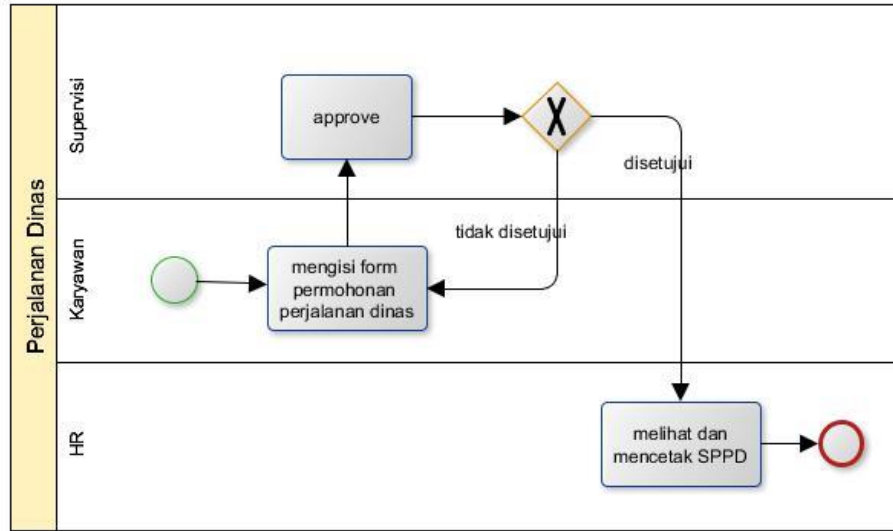 Perjalanan Dinas
Supervisi
approve
disetujui
Karyawan
tidak disetujui
mengisi form
permohonan
perjalanan dinas
HR
melihat dan
mencetak SPPD